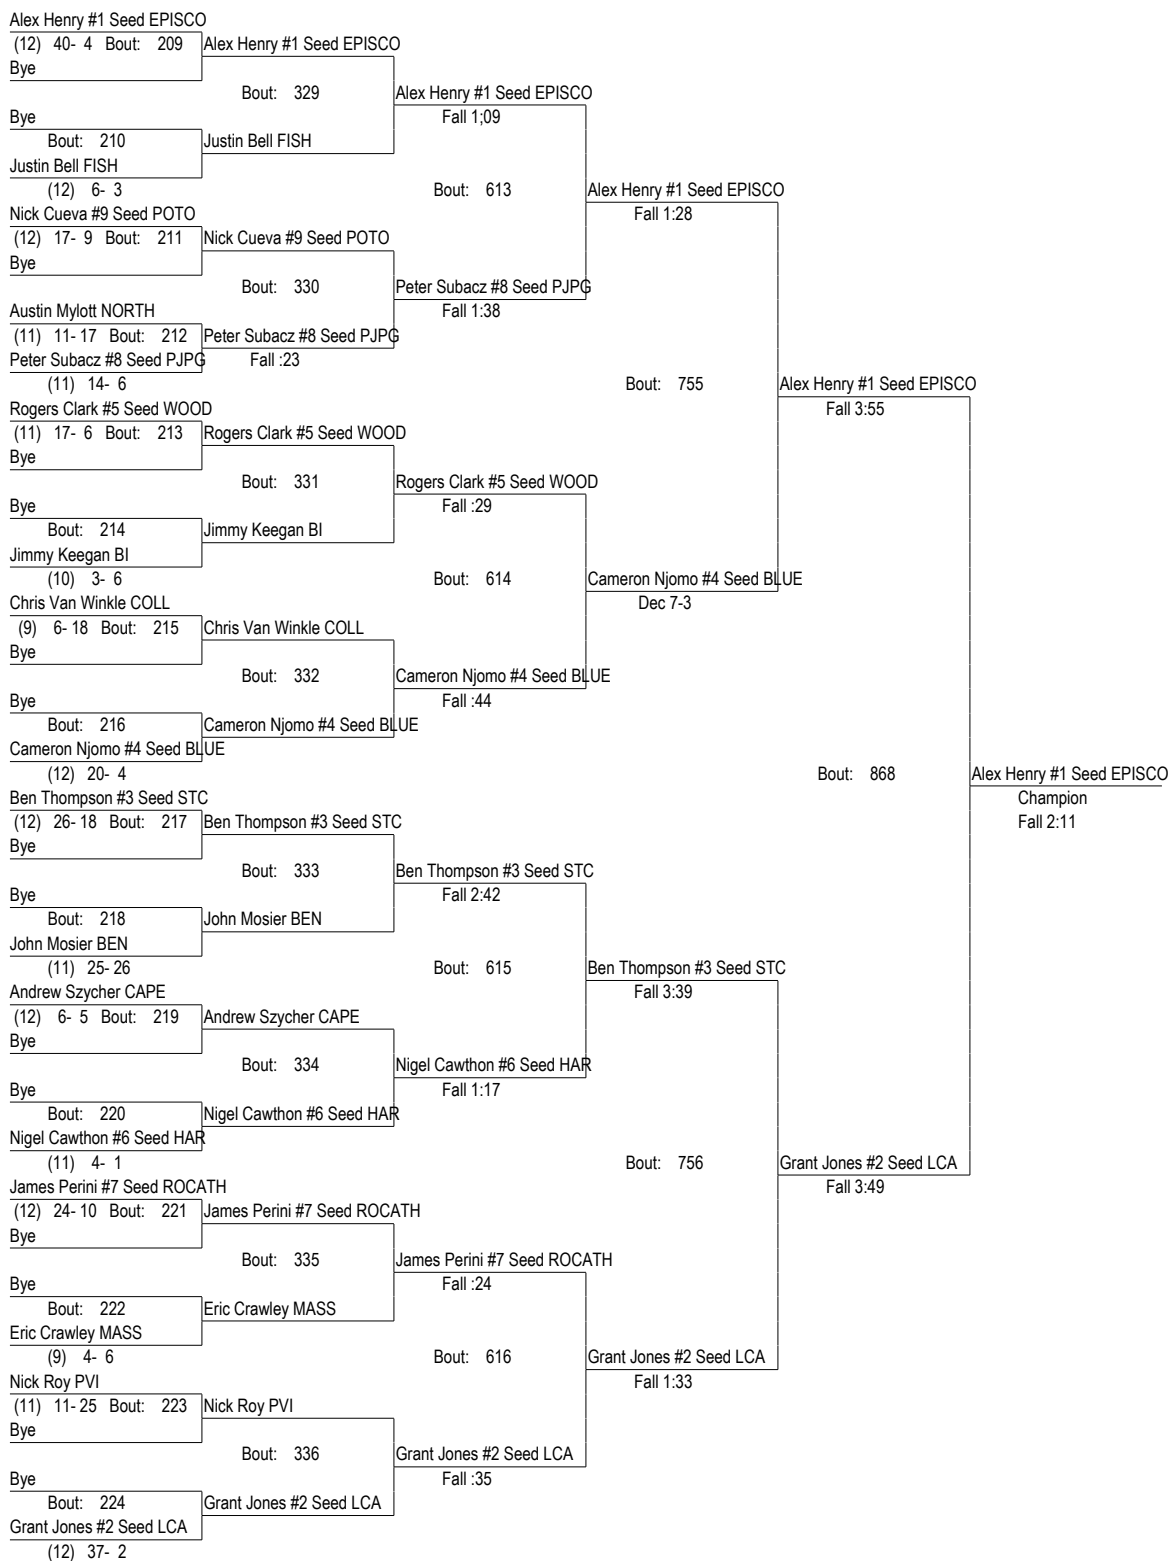 Alex Henry #1 Seed EPISCO
(12) 40- 4 Bout: 209 Alex Henry #1 Seed EPISCO
Bye
Bout: 329 Alex Henry #1 Seed EPISCO
Bye Fall 1;09
Bout: 210 Justin Bell FISH
Justin Bell FISH
(12) 6- 3 Bout: 613 Alex Henry #1 Seed EPISCO
Nick Cueva #9 Seed POTO Fall 1:28
(12) 17- 9 Bout: 211 Nick Cueva #9 Seed POTO
Bye
Bout: 330 Peter Subacz #8 Seed PJPG
Austin Mylott NORTH Fall 1:38
(11) 11- 17 Bout: 212 Peter Subacz #8 Seed PJPG
Peter Subacz #8 Seed PJPG Fall :23
(11) 14- 6 Bout: 755 Alex Henry #1 Seed EPISCO
Rogers Clark #5 Seed WOOD Fall 3:55
(11) 17- 6 Bout: 213 Rogers Clark #5 Seed WOOD
Bye
Bout: 331 Rogers Clark #5 Seed WOOD
Bye Fall :29
Bout: 214 Jimmy Keegan BI
Jimmy Keegan BI
(10) 3- 6 Bout: 614 Cameron Njomo #4 Seed BLUE
Chris Van Winkle COLL Dec 7-3
(9) 6- 18 Bout: 215 Chris Van Winkle COLL
Bye
Bout: 332 Cameron Njomo #4 Seed BLUE
Bye Fall :44
Bout: 216 Cameron Njomo #4 Seed BLUE
Cameron Njomo #4 Seed BLUE
(12) 20- 4 Bout: 868 Alex Henry #1 Seed EPISCO
Ben Thompson #3 Seed STC Champion
(12) 26- 18 Bout: 217 Ben Thompson #3 Seed STC Fall 2:11
Bye
Bout: 333 Ben Thompson #3 Seed STC
Bye Fall 2:42
Bout: 218 John Mosier BEN
John Mosier BEN
(11) 25- 26 Bout: 615 Ben Thompson #3 Seed STC
Andrew Szycher CAPE Fall 3:39
(12) 6- 5 Bout: 219 Andrew Szycher CAPE
Bye
Bout: 334 Nigel Cawthon #6 Seed HAR
Bye Fall 1:17
Bout: 220 Nigel Cawthon #6 Seed HAR
Nigel Cawthon #6 Seed HAR
(11) 4- 1 Bout: 756 Grant Jones #2 Seed LCA
James Perini #7 Seed ROCATH Fall 3:49
(12) 24- 10 Bout: 221 James Perini #7 Seed ROCATH
Bye
Bout: 335 James Perini #7 Seed ROCATH
Bye Fall :24
Bout: 222 Eric Crawley MASS
Eric Crawley MASS
(9) 4- 6 Bout: 616 Grant Jones #2 Seed LCA
Nick Roy PVI Fall 1:33
(11) 11- 25 Bout: 223 Nick Roy PVI
Bye
Bout: 336 Grant Jones #2 Seed LCA
Bye Fall :35
Bout: 224 Grant Jones #2 Seed LCA
Grant Jones #2 Seed LCA
(12) 37- 2